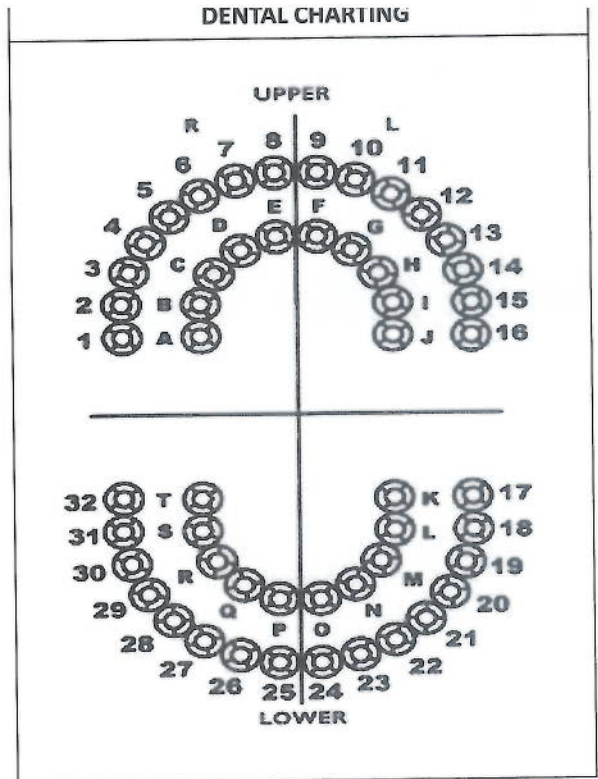 DENTAL CHARTING
UPPER
R L
8 9
7 10
6 11
5 12
4 13
3 14
2 15
1 16
E F
D G
C H
B I
A J
32 T K 17
31 S L 18
30 R M 19
29 Q N 20
28 P O 21
27 22
26 25 24 23
LOWER